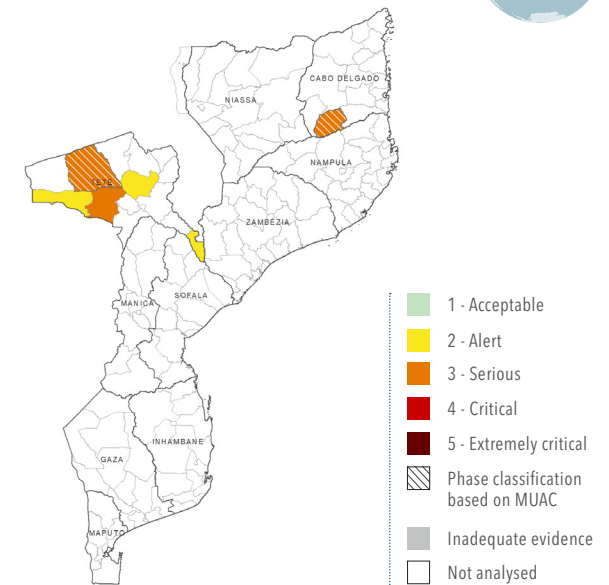 CABO DELGADO
NIASSA
NAMPULA
TETE
ZAMBÉZIA
MANICA
SOFALA
INHAMBANE
GAZA
MAPUTO
1 - Acceptable
2 - Alert
3 - Serious
4 - Critical
5 - Extremely critical
Phase classification
based on MUAC
Inadequate evidence
Not analysed